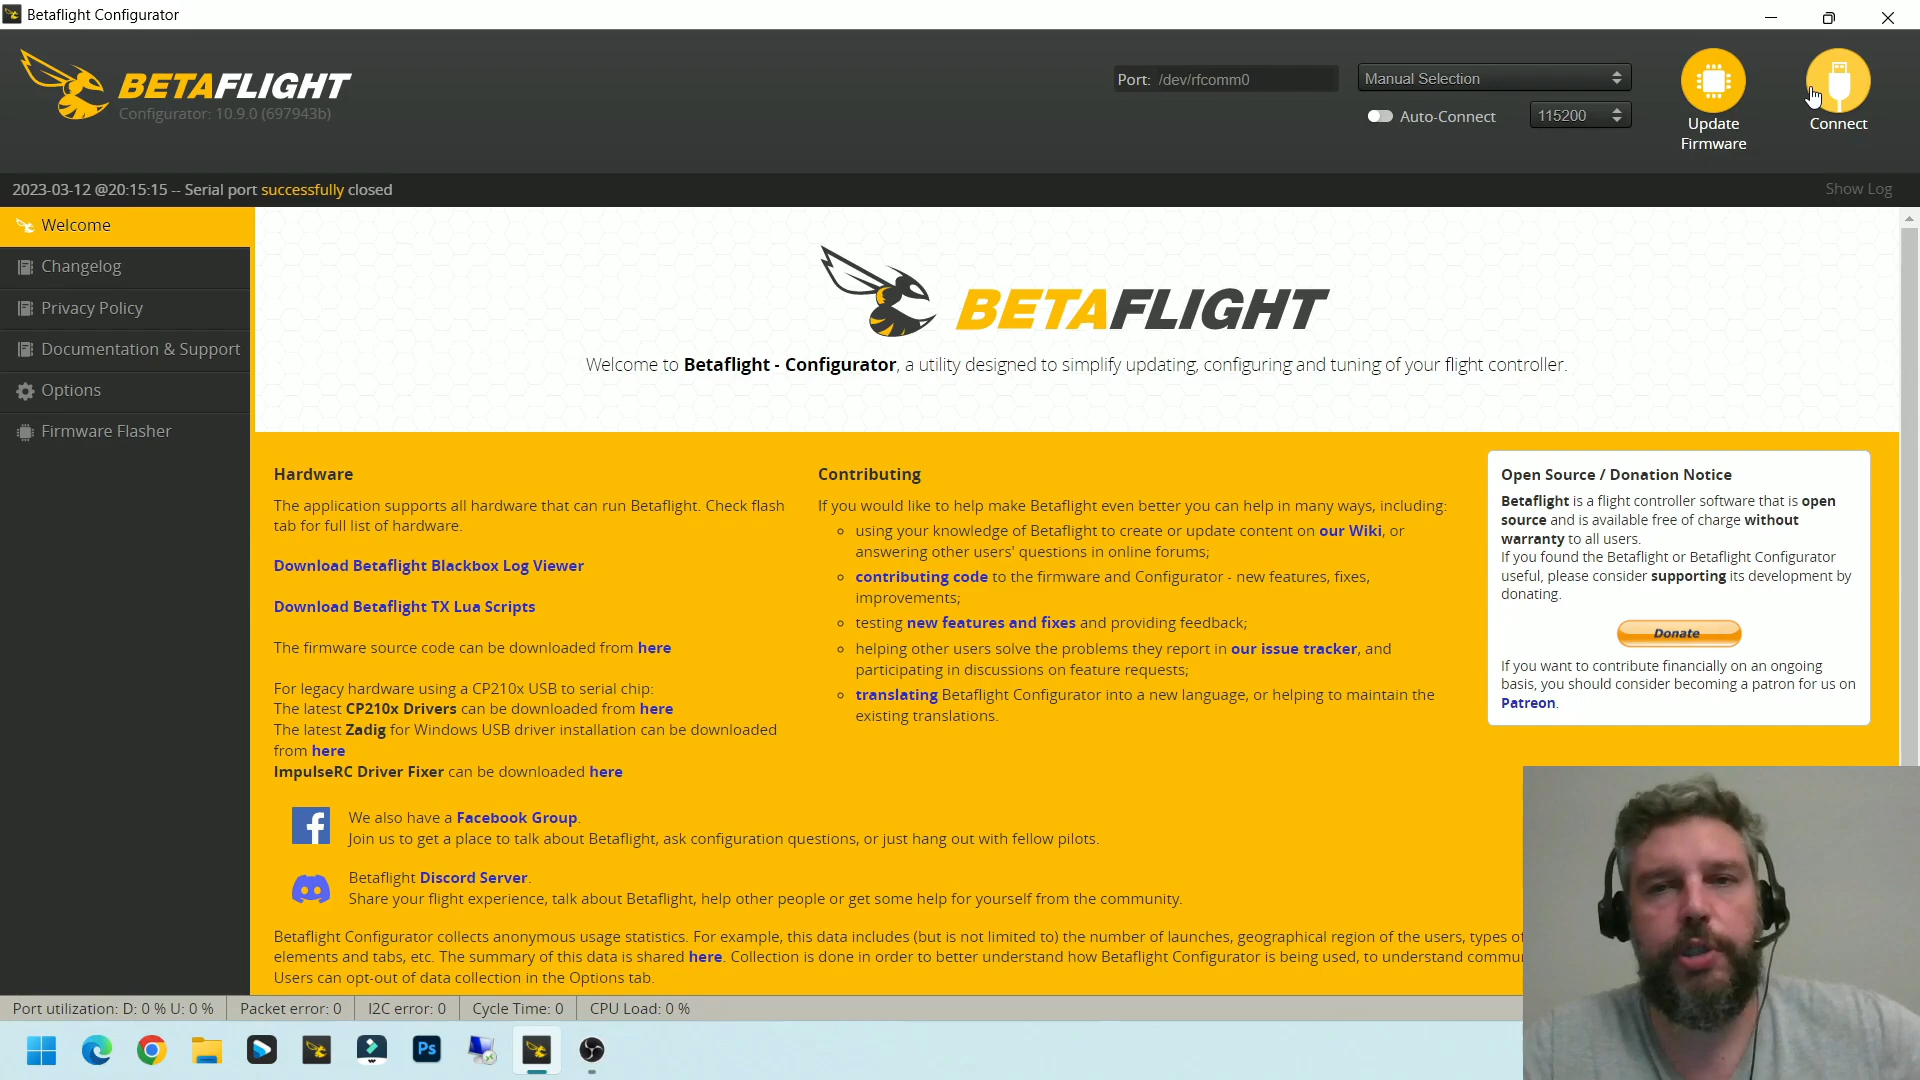 Betaflight Configurator
BETAFLIGHT
Configurator: 10.9.0 (697943b)
Port: /dev/rfcomm0
Manual Selection
Auto-Connect
115200
Update
Firmware
Connect
2023-03-12 @20:15:15 -- Serial port successfully closed
Show Log
Welcome
Changelog
Privacy Policy
Documentation & Support
Options
Firmware Flasher
BETAFLIGHT
Welcome to Betaflight - Configurator, a utility designed to simplify updating, configuring and tuning of your flight controller.
Hardware
The application supports all hardware that can run Betaflight. Check flash
tab for full list of hardware.
Download Betaflight Blackbox Log Viewer
Download Betaflight TX Lua Scripts
The firmware source code can be downloaded from here
For legacy hardware using a CP210x USB to serial chip:
The latest CP210x Drivers can be downloaded from here
The latest Zadig for Windows USB driver installation can be downloaded
from here
ImpulseRC Driver Fixer can be downloaded here
Contributing
If you would like to help make Betaflight even better you can help in many ways, including:
using your knowledge of Betaflight to create or update content on our Wiki, or
answering other users' questions in online forums;
contributing code to the firmware and Configurator - new features, fixes,
improvements;
testing new features and fixes and providing feedback;
helping other users solve the problems they report in our issue tracker, and
participating in discussions on feature requests;
translating Betaflight Configurator into a new language, or helping to maintain the
existing translations.
Open Source / Donation Notice
Betaflight is a flight controller software that is open
source and is available free of charge without
warranty to all users.
If you found the Betaflight or Betaflight Configurator
useful, please consider supporting its development by
donating.
Donate
If you want to contribute financially on an ongoing
basis, you should consider becoming a patron for us on
Patreon.
We also have a Facebook Group.
Join us to get a place to talk about Betaflight, ask configuration questions, or just hang out with fellow pilots.
Betaflight Discord Server.
Share your flight experience, talk about Betaflight, help other people or get some help for yourself from the community.
Betaflight Configurator collects anonymous usage statistics. For example, this data includes (but is not limited to) the number of launches, geographical region of the users, types of
elements and tabs, etc. The summary of this data is shared here. Collection is done in order to better understand how Betaflight Configurator is being used, to understand commu
Users can opt-out of data collection in the Options tab.
Port utilization: D: 0 % U: 0 %
Packet error: 0
I2C error: 0
Cycle Time: 0
CPU Load: 0 %
Ps